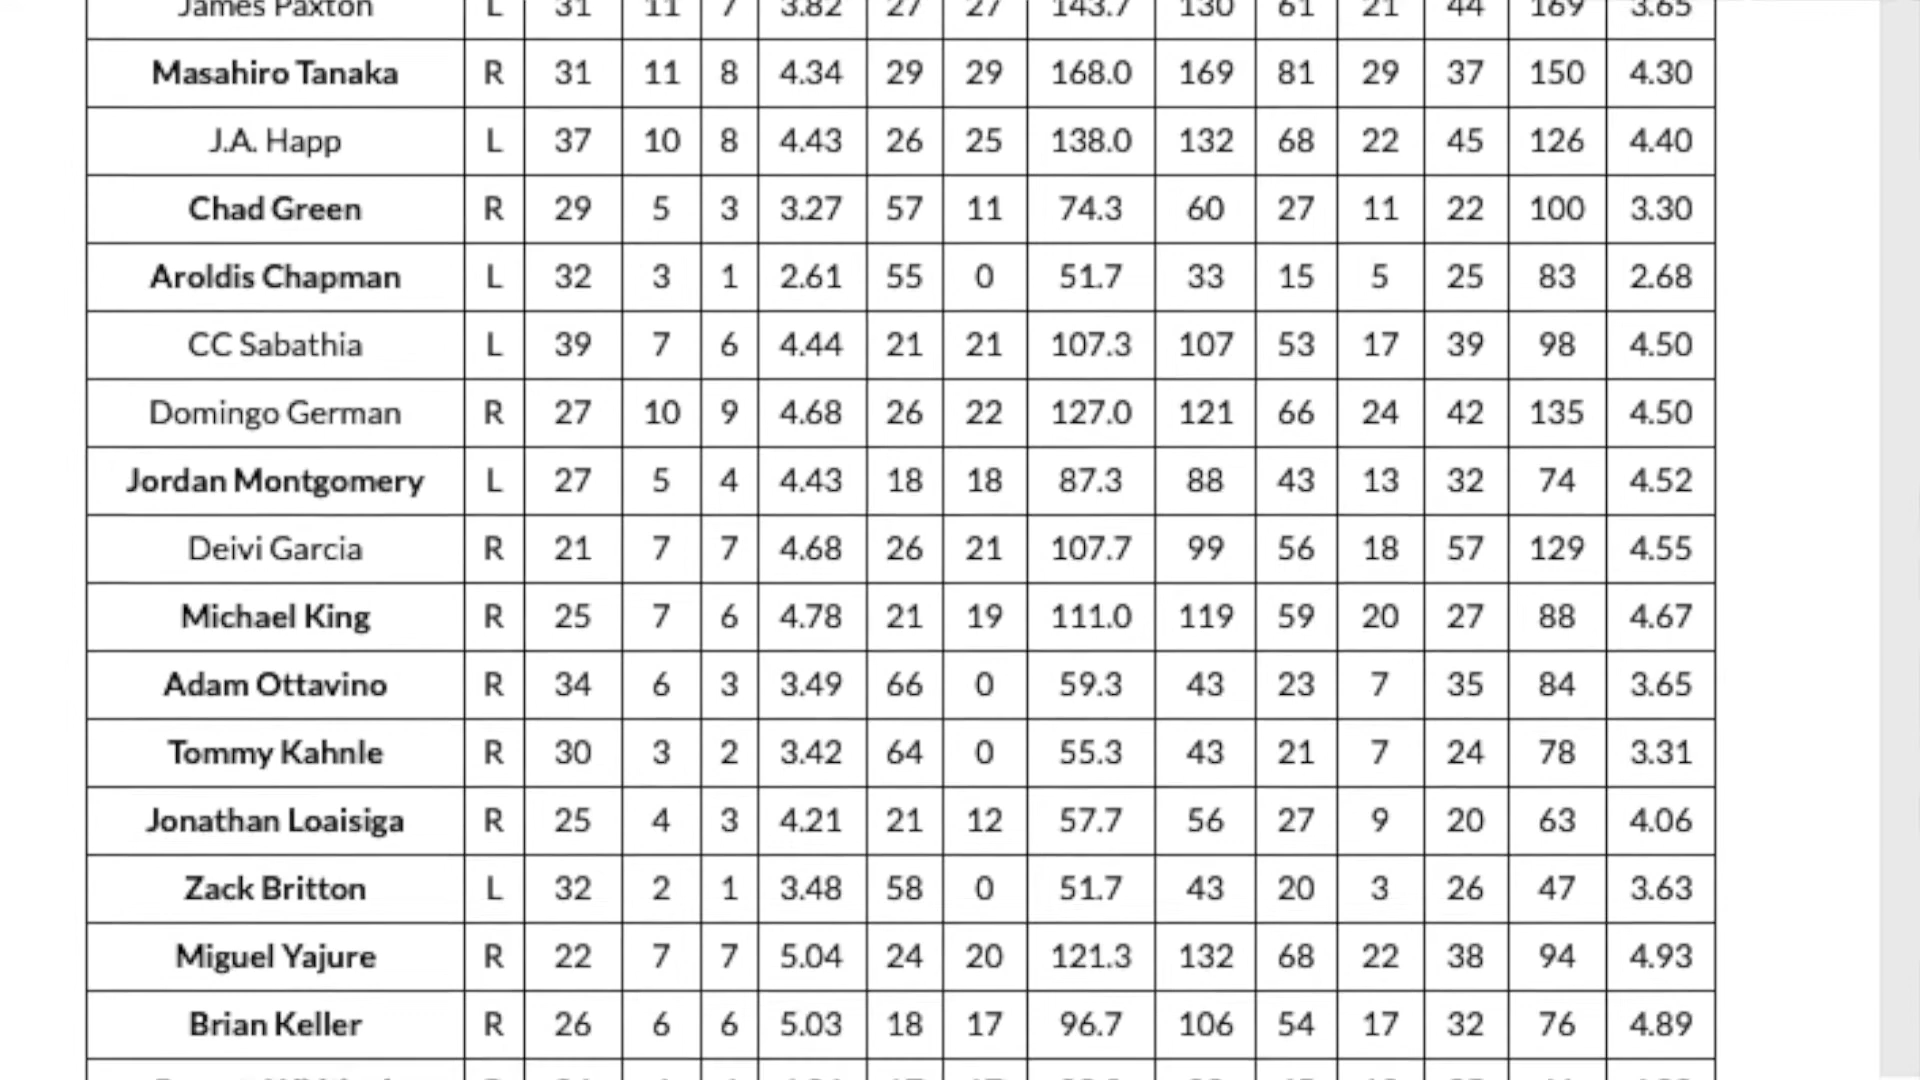 James Paxton L 31 11 7 3.82 27 27 143.7 130 61 21 44 169 3.65
Masahiro Tanaka R 31 11 8 4.34 29 29 168.0 169 81 29 37 150 4.30
J.A. Happ L 37 10 8 4.43 26 25 138.0 132 68 22 45 126 4.40
Chad Green R 29 5 3 3.27 57 11 74.3 60 27 11 22 100 3.30
Aroldis Chapman L 32 3 1 2.61 55 0 51.7 33 15 5 25 83 2.68
CC Sabathia L 39 7 6 4.44 21 21 107.3 107 53 17 39 98 4.50
Domingo German R 27 10 9 4.68 26 22 127.0 121 66 24 42 135 4.50
Jordan Montgomery L 27 5 4 4.43 18 18 87.3 88 43 13 32 74 4.52
Deivi Garcia R 21 7 7 4.68 26 21 107.7 99 56 18 57 129 4.55
Michael King R 25 7 6 4.78 21 19 111.0 119 59 20 27 88 4.67
Adam Ottavino R 34 6 3 3.49 66 0 59.3 43 23 7 35 84 3.65
Tommy Kahnle R 30 3 2 3.42 64 0 55.3 43 21 7 24 78 3.31
Jonathan Loaisiga R 25 4 3 4.21 21 12 57.7 56 27 9 20 63 4.06
Zack Britton L 32 2 1 3.48 58 0 51.7 43 20 3 26 47 3.63
Miguel Yajure R 22 7 7 5.04 24 20 121.3 132 68 22 38 94 4.93
Brian Keller R 26 6 6 5.03 18 17 96.7 106 54 17 32 76 4.89